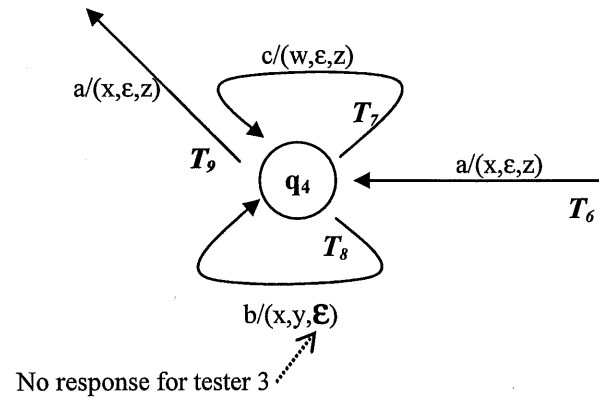 c/(w,ε,z)
a/(x,ε,z)
T7
T9
q4
a/(x,ε,z)
T6
T8
b/(x,y,ε)
No response for tester 3